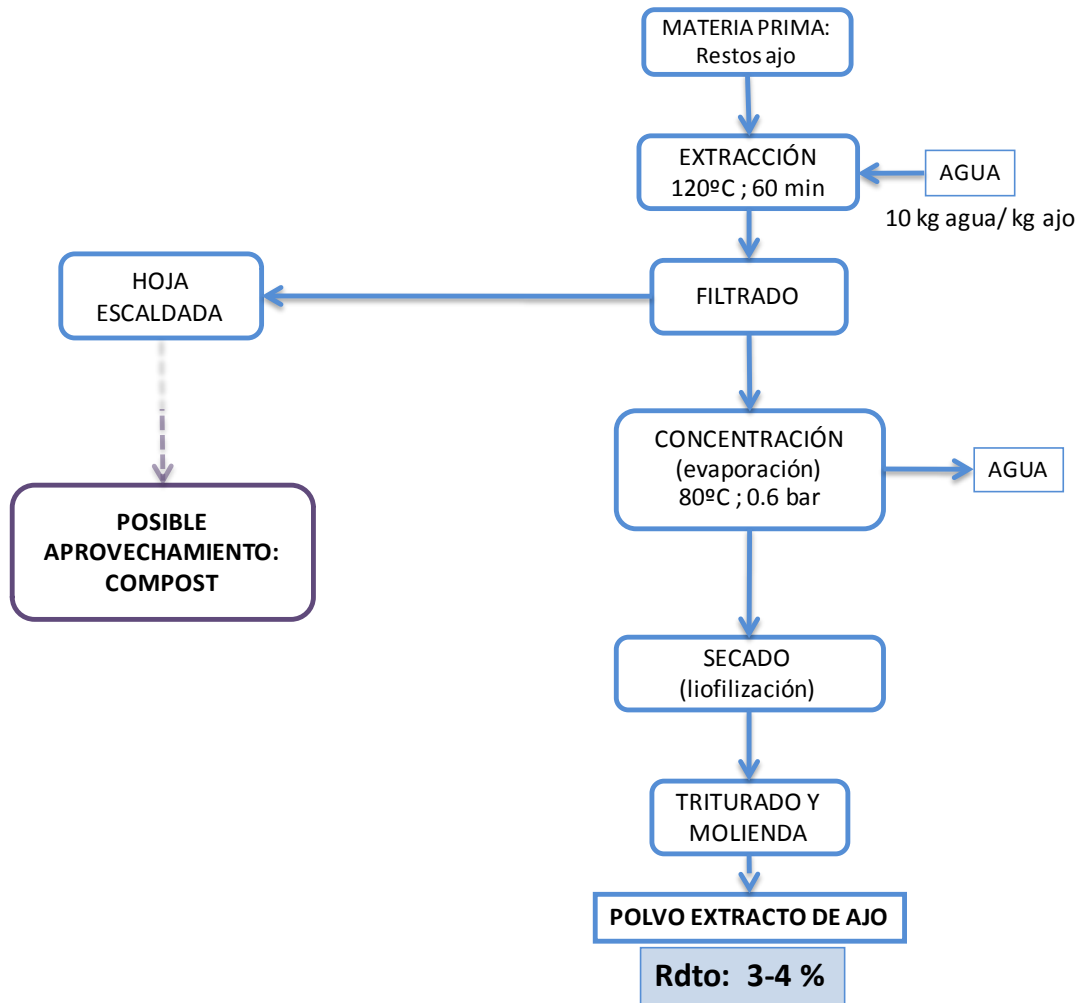 MATERIA PRIMA:
Restos ajo
EXTRACCIÓN
120ºC ; 60 min
AGUA
10 kg agua/ kg ajo
FILTRADO
HOJA
ESCALDADA
CONCENTRACIÓN
(evaporación)
80ºC ; 0.6 bar
AGUA
POSIBLE
APROVECHAMIENTO:
COMPOST
SECADO
(liofilización)
TRITURADO Y
MOLIENDA
POLVO EXTRACTO DE AJO
Rdto: 3-4 %